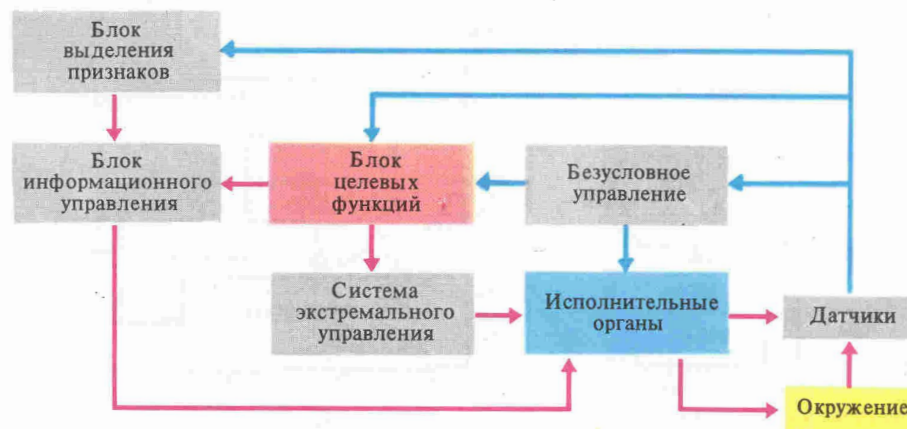 Блок
выделения
признаков
Блок
информационного
управления
Блок
целевых
функций
Безусловное
управление
Система
экстремального
управления
Исполнительные
органы
Датчики
Окружение